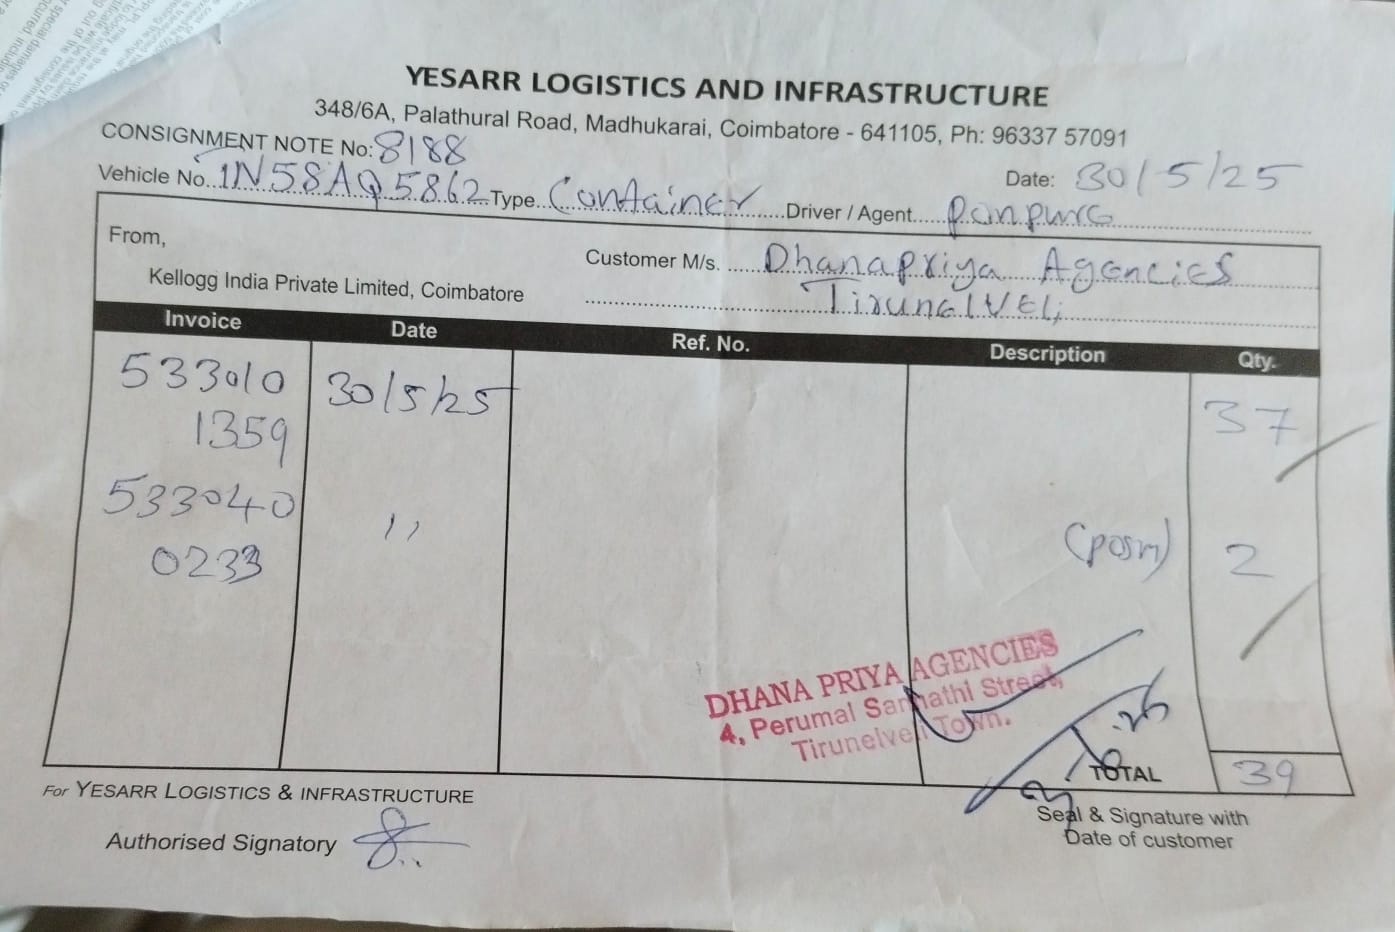 YESARR LOGISTICS AND INFRASTRUCTURE
348/6A, Palathural Road, Madhukarai, Coimbatore - 641105, Ph: 96337 57091
CONSIGNMENT NOTE No: 8188
Date: 30/5/25
Vehicle No. TN58AQ5862 Type Container Driver / Agent
From,
Kellogg India Private Limited, Coimbatore
Customer M/s. Dhanapriya Agencies
TirunalVELi
Invoice Date Ref. No. Description Qty.
533010 30/5/25 37
1359
533040 ,, (posm) 2
0233
DHANA PRIYA AGENCIES
4, Perumal Sannathi Street,
Tirunelveli Town.
TOTAL 39
For YESARR LOGISTICS & INFRASTRUCTURE
Authorised Signatory
Seal & Signature with
Date of customer